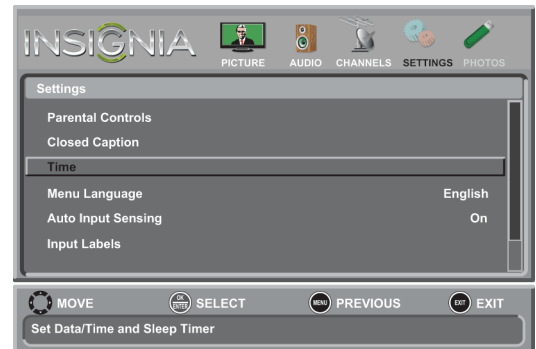 INSIGNIA
PICTURE AUDIO CHANNELS SETTINGS PHOTOS
Settings
Parental Controls
Closed Caption
Time
Menu Language English
Auto Input Sensing On
Input Labels
MOVE OK ENTER SELECT MENU PREVIOUS EXIT EXIT
Set Data/Time and Sleep Timer